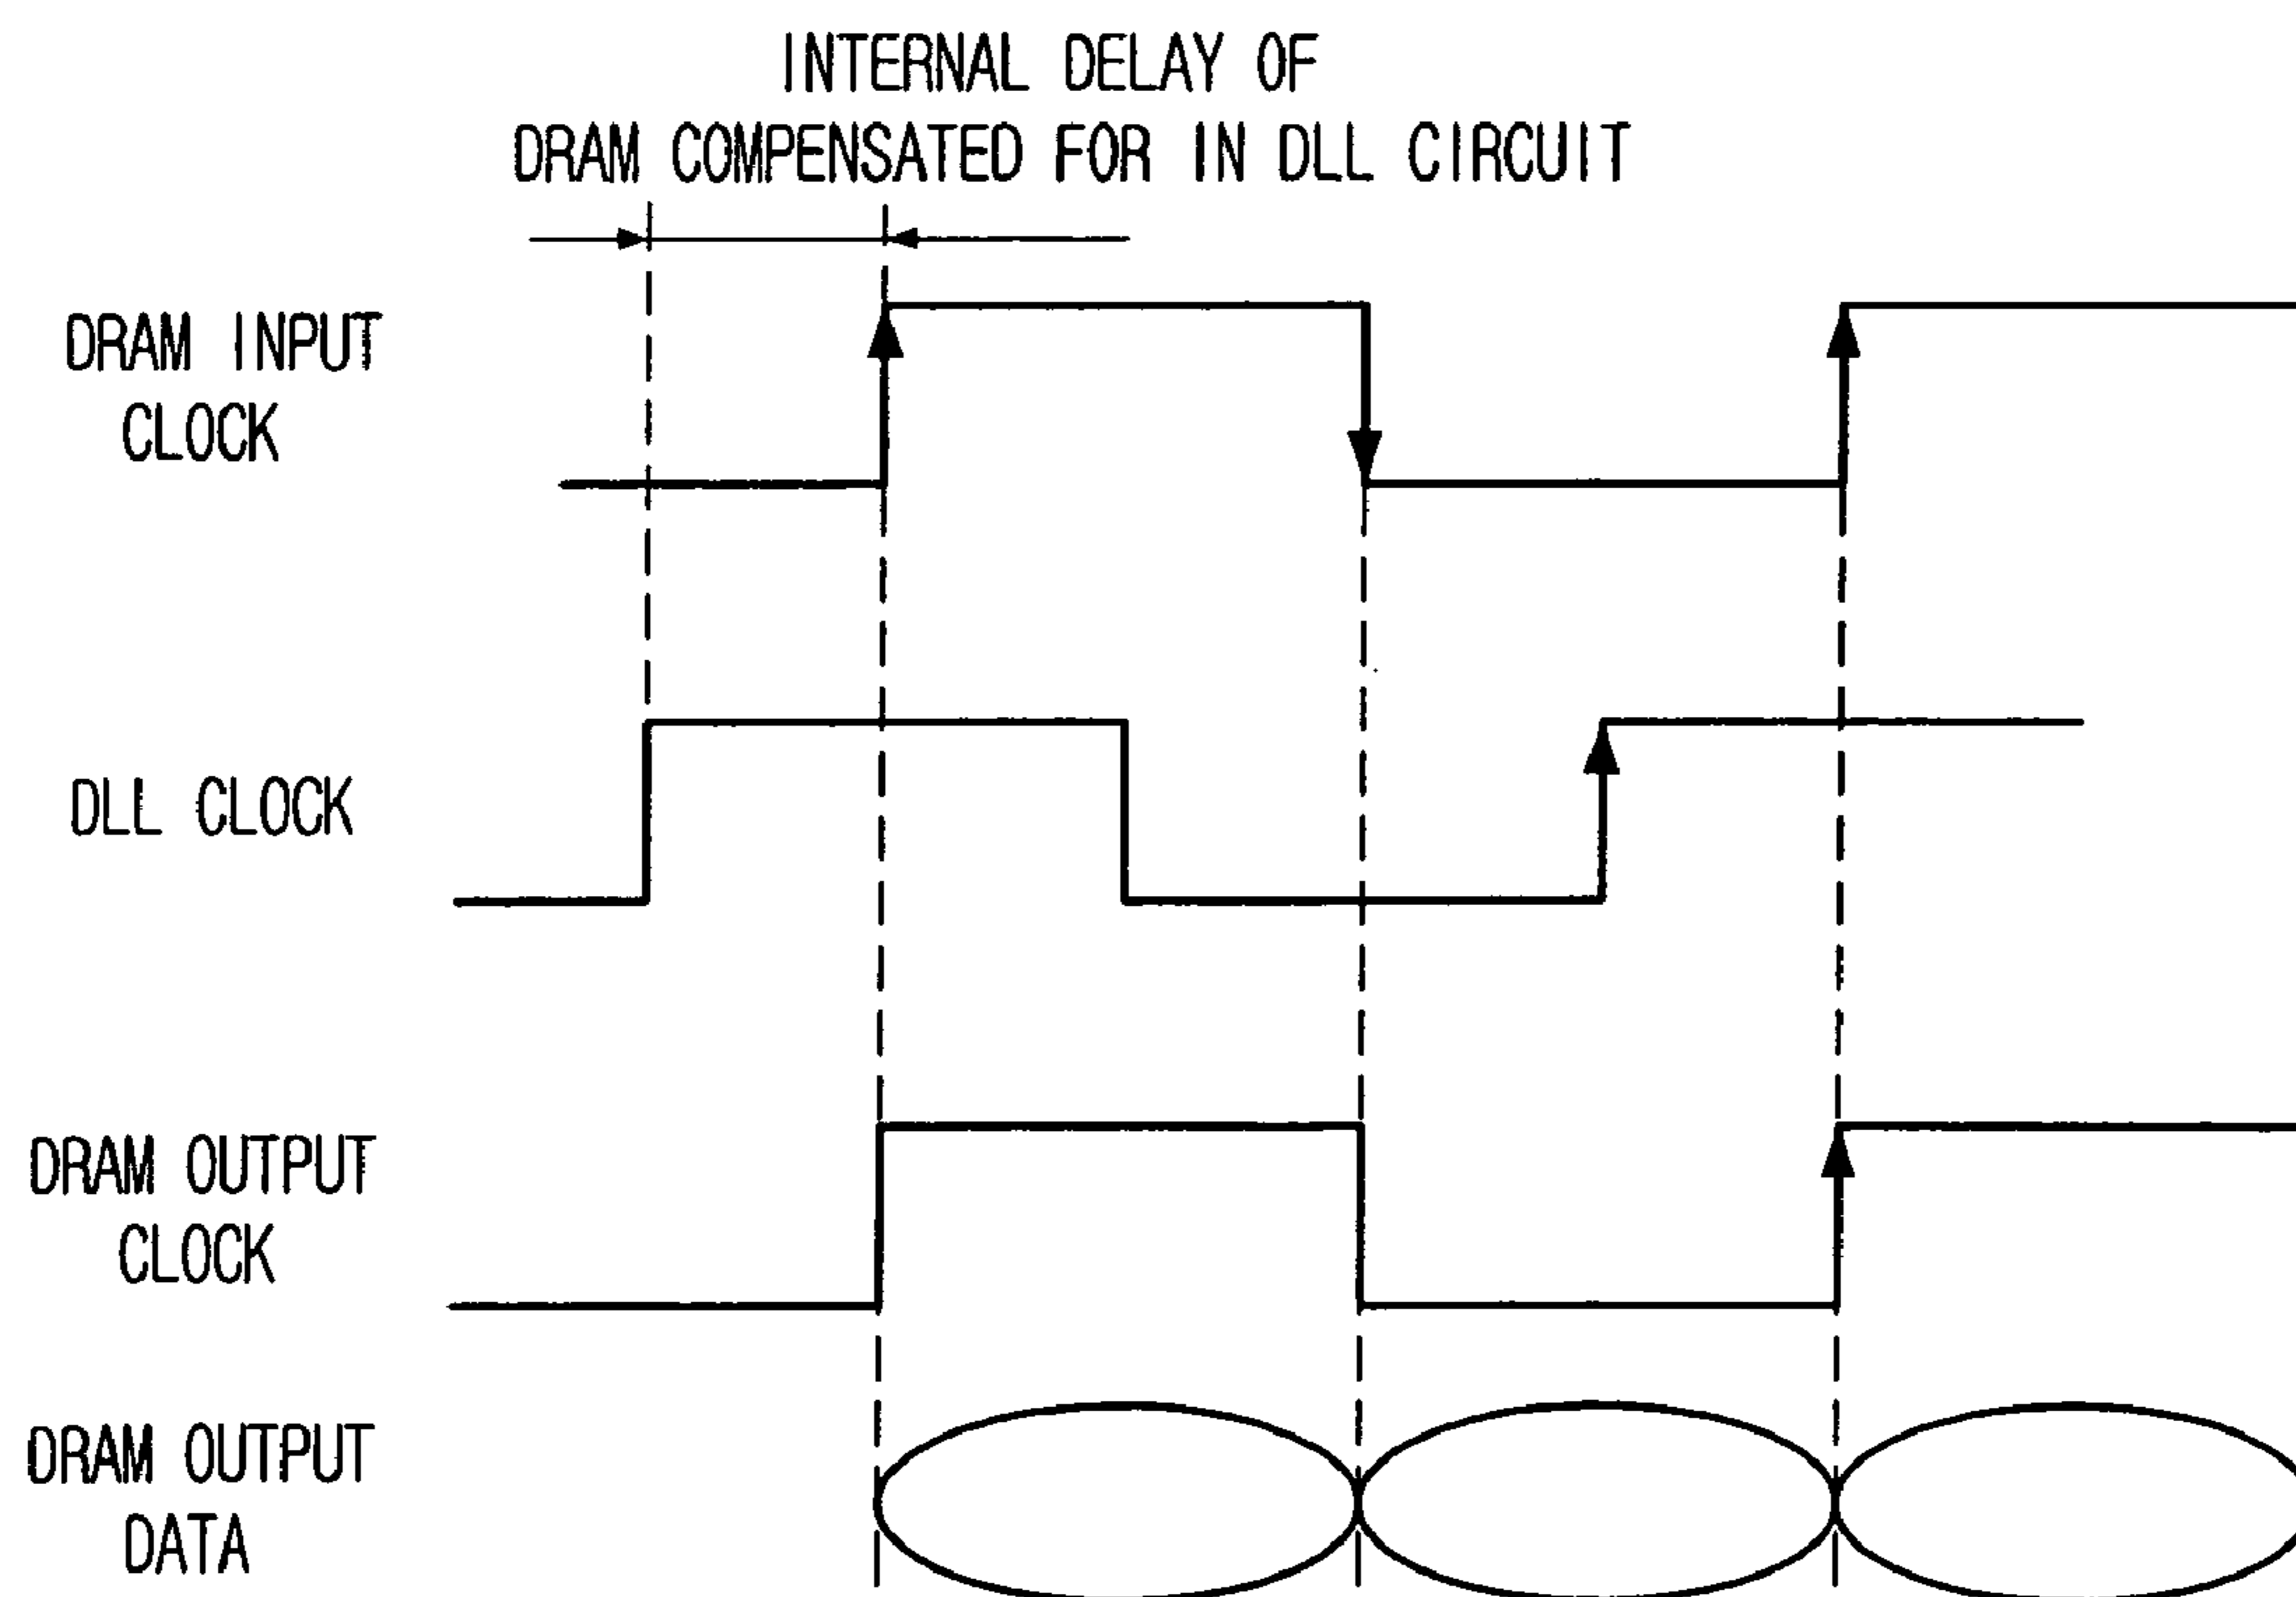 INTERNAL DELAY OF
DRAM COMPENSATED FOR IN DLL CIRCUIT
DRAM INPUT
CLOCK
DLL CLOCK
DRAM OUTPUT
CLOCK
DRAM OUTPUT
DATA